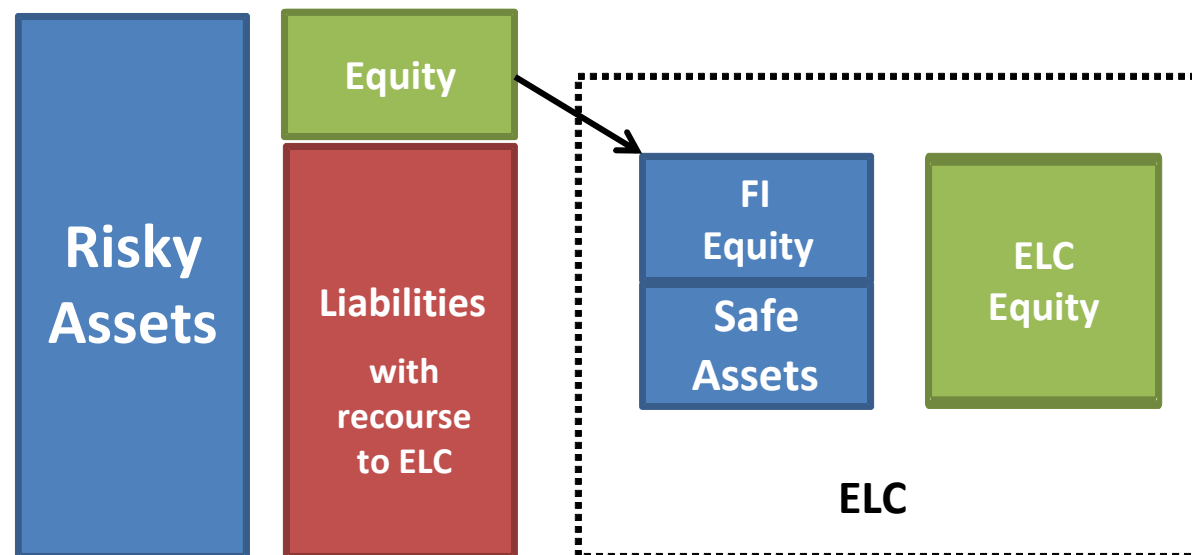 Risky
Assets
Equity
Liabilities
with
recourse
to ELC
FI
Equity
Safe
Assets
ELC
Equity
ELC